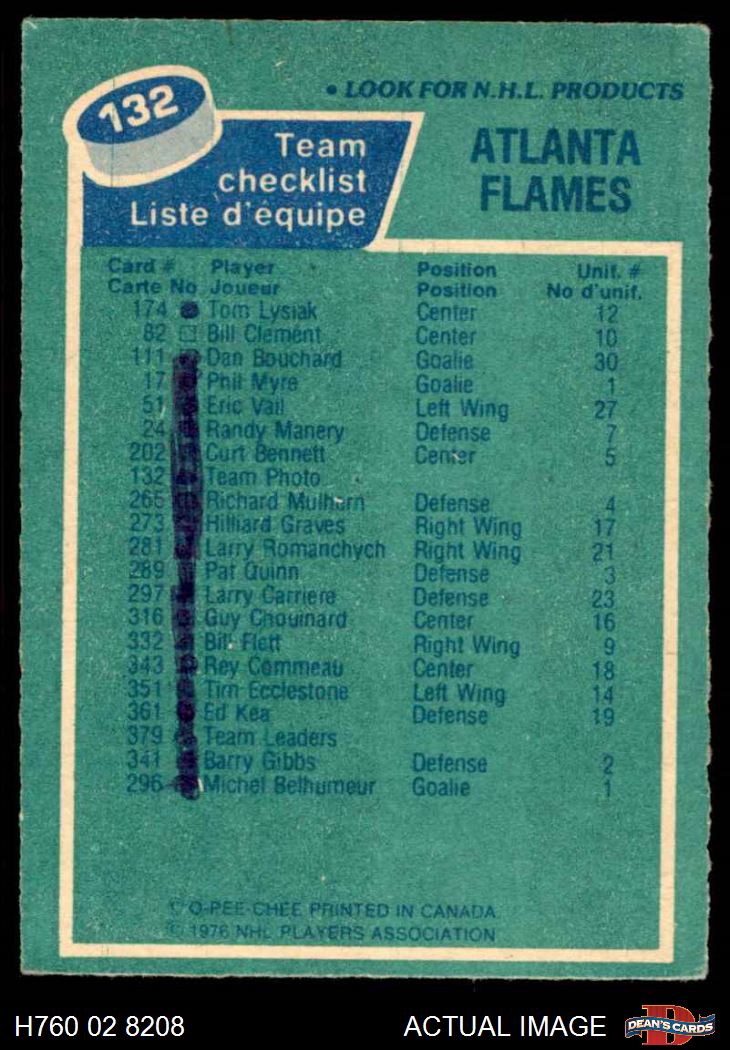 132
• LOOK FOR N.H.L. PRODUCTS
Team
checklist
Liste d'équipe
ATLANTA
FLAMES
Card # Player Position Unif. #
Carte No Joueur Position No d'unif.
174 Tom Lysiak Center 12
82 Bill Clement Center 10
111 Dan Bouchard Goalie 30
17 Phil Myre Goalie 1
51 Eric Vail Left Wing 27
24 Randy Manery Defense 7
202 Curt Bennett Center 5
132 Team Photo
265 Richard Mulhern Defense 4
273 Hilliard Graves Right Wing 17
281 Larry Romanchych Right Wing 21
289 Pat Quinn Defense 3
297 Larry Carriere Defense 23
316 Guy Chouinard Center 16
332 Bill Flett Right Wing 9
343 Rey Commeau Center 18
351 Tim Ecclestone Left Wing 14
361 Ed Kea Defense 19
379 Team Leaders
341 Barry Gibbs Defense 2
296 Michel Belhumeur Goalie 1
© O-PEE-CHEE PRINTED IN CANADA
© 1976 NHL PLAYERS ASSOCIATION
H760 02 8208 ACTUAL IMAGE D DEAN'S CARDS